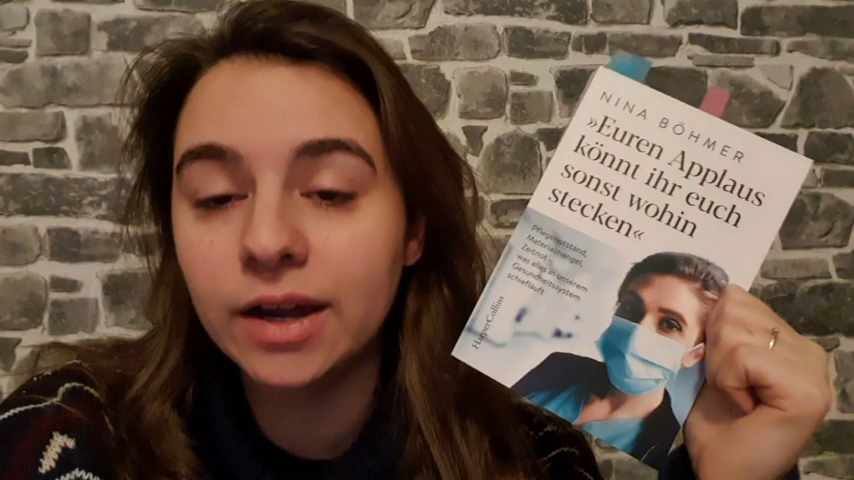 NINA BÖHMER
»Euren Applaus
könnt ihr euch
sonst wohin
stecken«
Pflegenotstand,
Materialmangel,
Zeitnot –
was alles in unserem
Gesundheitssystem
schiefläuft
HarperCollins